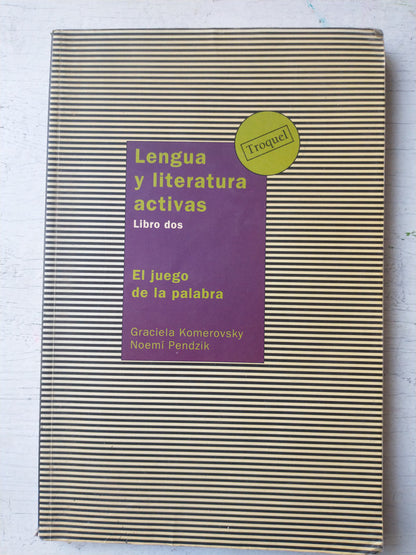 Troquel
Lengua
y literatura
activas
Libro dos
El juego
de la palabra
Graciela Komerovsky
Noemí Pendzik